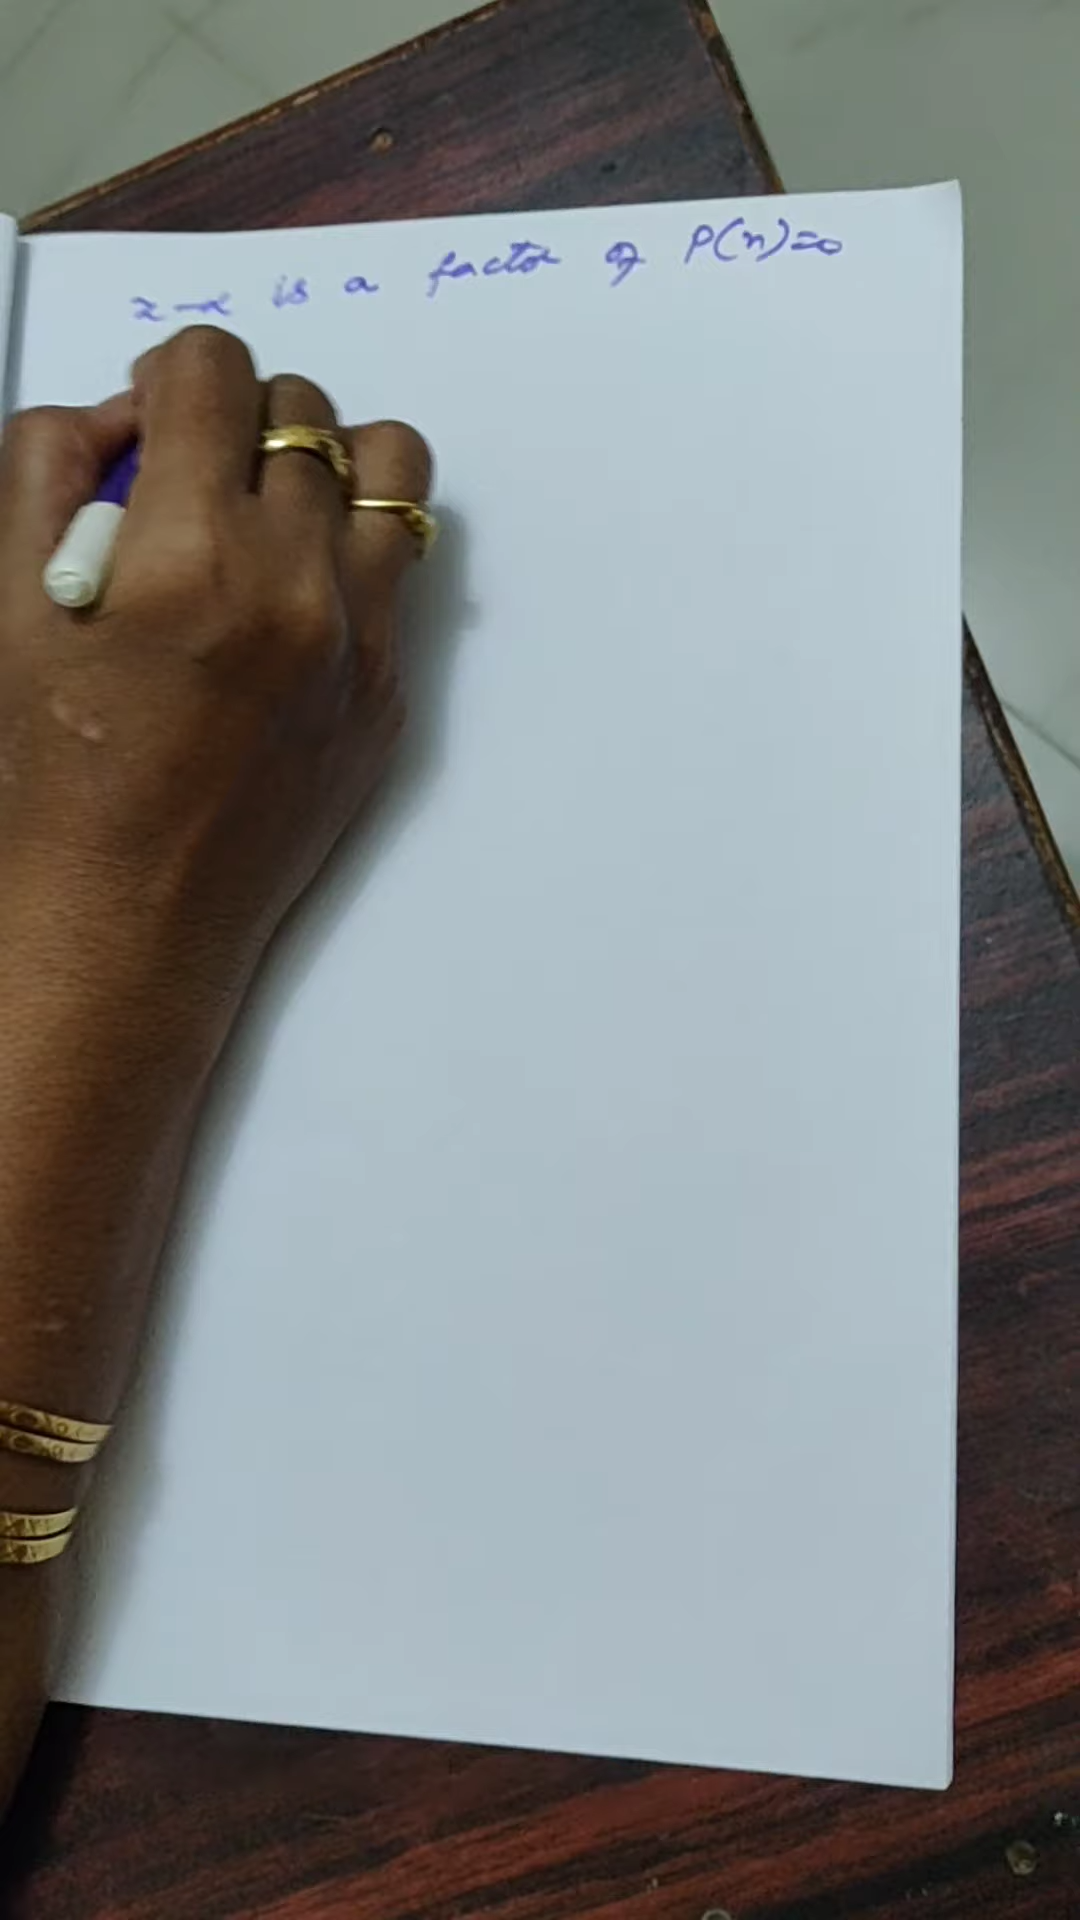 x-α is a factor of P(x)=0